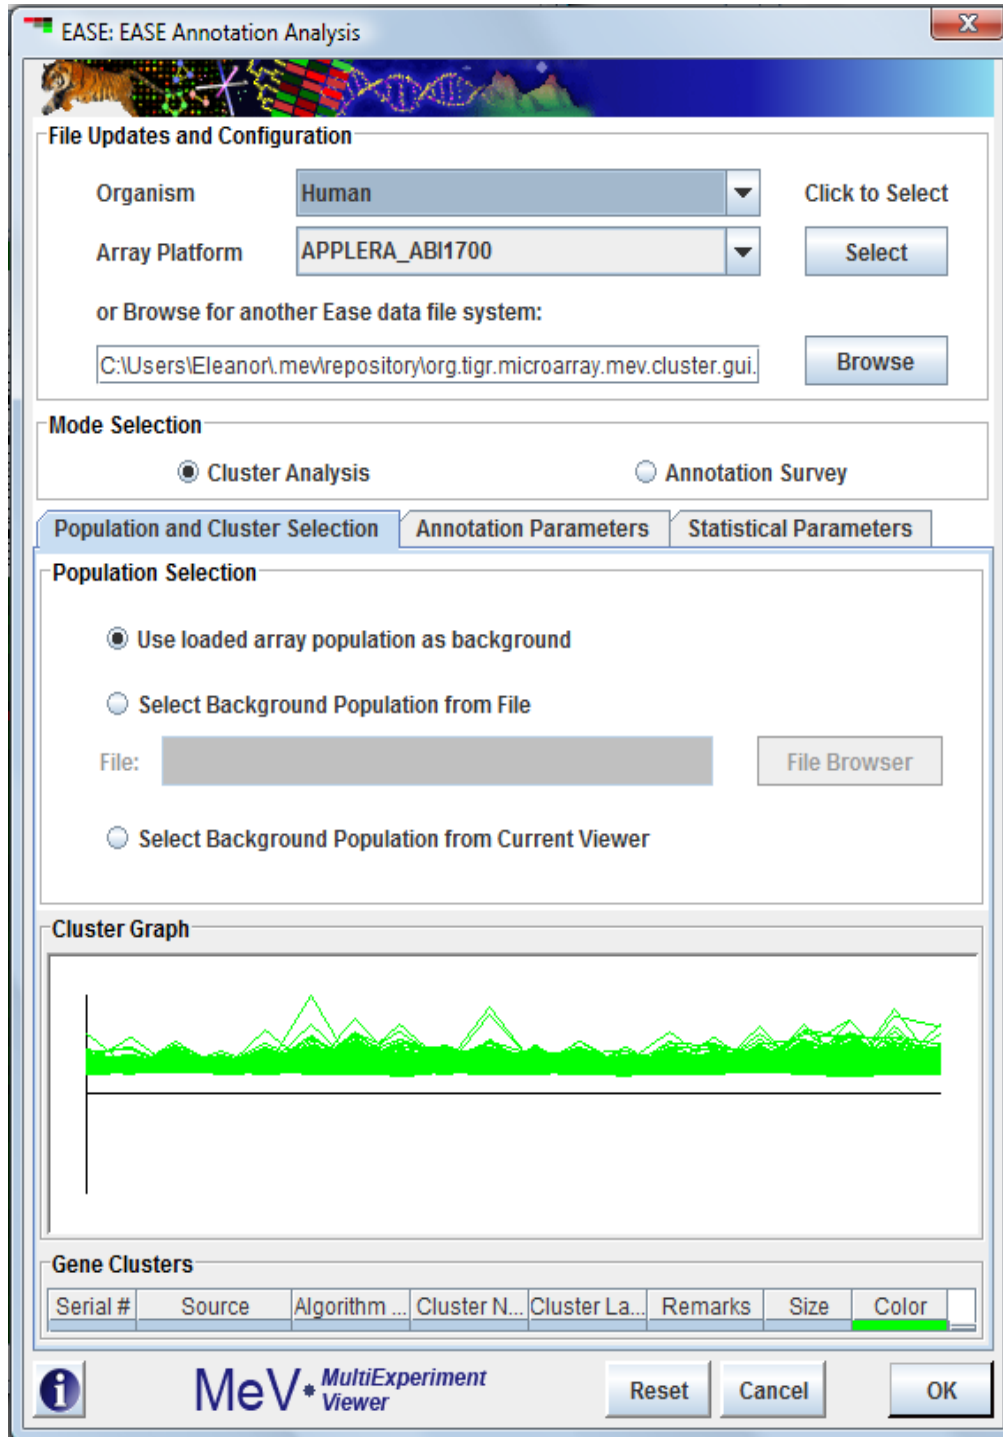 EASE: EASE Annotation Analysis
File Updates and Configuration
Organism Human Click to Select
Array Platform APPLERA_ABI1700 Select
or Browse for another Ease data file system:
C:\Users\Eleanor\.mev\repository\org.tigr.microarray.mev.cluster.gui. Browse
Mode Selection
Cluster Analysis Annotation Survey
Population and Cluster Selection Annotation Parameters Statistical Parameters
Population Selection
Use loaded array population as background
Select Background Population from File
File: File Browser
Select Background Population from Current Viewer
Cluster Graph
Gene Clusters
Serial # Source Algorithm ... Cluster N... Cluster La... Remarks Size Color
i MeV MultiExperiment Viewer Reset Cancel OK